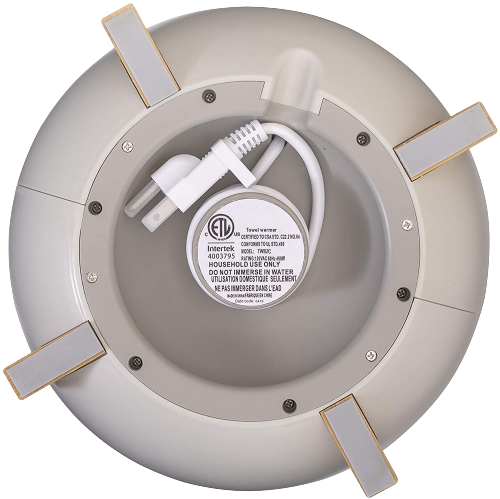 ETL
c us
Intertek
4003795
Towel warmer
CERTIFIED TO CSA STD. C22.2 NO.64
CONFORMS TO UL STD.499
MODEL: TW02C
RATING:120VAC 60Hz 400W
HOUSEHOLD USE ONLY
DO NOT IMMERSE IN WATER
UTILISATION DOMESTIQUE SEULEMENT
NE PAS IMMERGER DANS L'EAD
MADE IN CHINA/FABRIQUÉ EN CHINE
Date code: